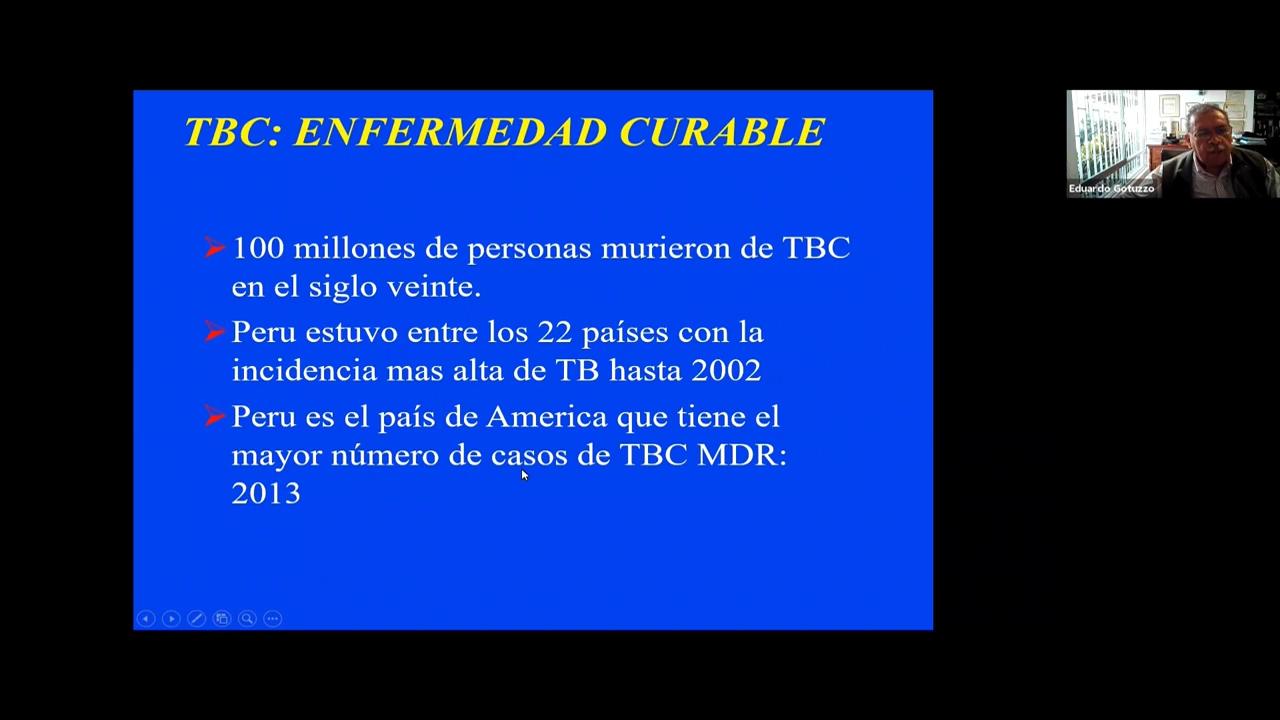 TBC: ENFERMEDAD CURABLE
100 millones de personas murieron de TBC
en el siglo veinte.
Peru estuvo entre los 22 países con la
incidencia mas alta de TB hasta 2002
Peru es el país de America que tiene el
mayor número de casos de TBC MDR:
2013
Eduardo Gotuzzo